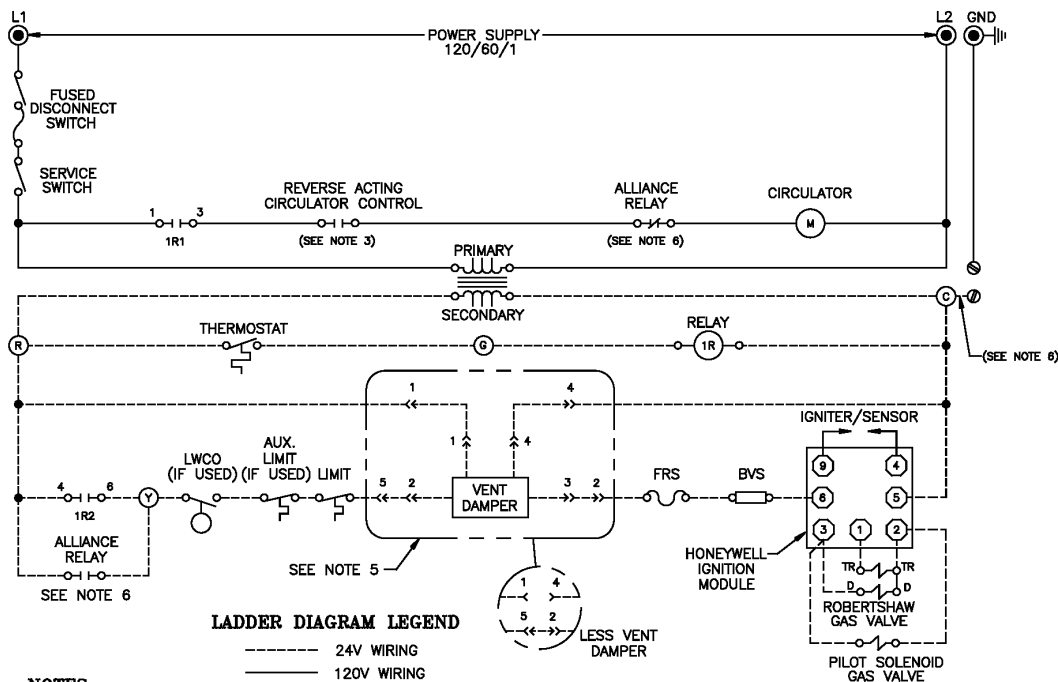 L1
L2 GND
POWER SUPPLY
120/60/1
FUSED
DISCONNECT
SWITCH
SERVICE
SWITCH
REVERSE ACTING
CIRCULATOR CONTROL
ALLIANCE
RELAY
CIRCULATOR
1 3
1R1
(SEE NOTE 3)
(SEE NOTE 6)
M
PRIMARY
SECONDARY
C
THERMOSTAT
RELAY
R
G
1R
(SEE NOTE 8)
1
4
1
4
IGNITER/SENSOR
LWCO
(IF USED)
AUX.
LIMIT
(IF USED)
LIMIT
4 6
1R2
Y
5 2
VENT
DAMPER
3 2
FRS
BVS
9 4
6 5
3 1 2
ALLIANCE
RELAY
SEE NOTE 6
SEE NOTE 5
HONEYWELL
IGNITION
MODULE
TR TR
D D
ROBERTSHAW
GAS VALVE
1 4
5 2
LESS VENT
DAMPER
PILOT SOLENOID
GAS VALVE
LADDER DIAGRAM LEGEND
24V WIRING
120V WIRING
NOTES